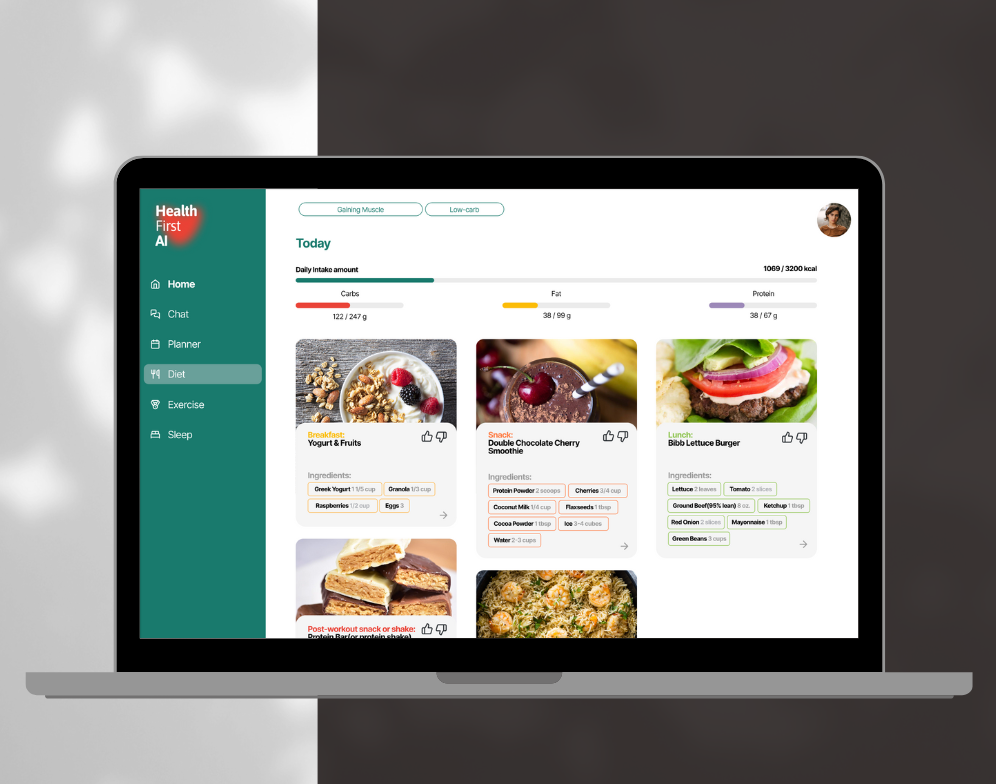 Health
First
AI
Home
Chat
Planner
Diet
Exercise
Sleep
Gaining Muscle
Low-carb
Today
Daily Intake amount
1069 / 3200 kcal
Carbs
122 / 247 g
Fat
38 / 99 g
Protein
38 / 67 g
Breakfast:
Yogurt & Fruits
Ingredients:
Greek Yogurt 1 1/5 cup
Granola 1/3 cup
Raspberries 1/2 cup
Eggs 3
Snack:
Double Chocolate Cherry
Smoothie
Ingredients:
Protein Powder 2 scoops
Cherries 3/4 cup
Coconut Milk 1/4 cup
Flaxseeds 1 tbsp
Cocoa Powder 1 tbsp
Ice 3-4 cubes
Water 2-3 cups
Lunch:
Bibb Lettuce Burger
Ingredients:
Lettuce 2 leaves
Tomato 2 slices
Ground Beef(95% lean) 8 oz.
Ketchup 1 tbsp
Red Onion 2 slices
Mayonnaise 1 tbsp
Green Beans 3 cups
Post-workout snack or shake:
Protein Bar(or protein shake)